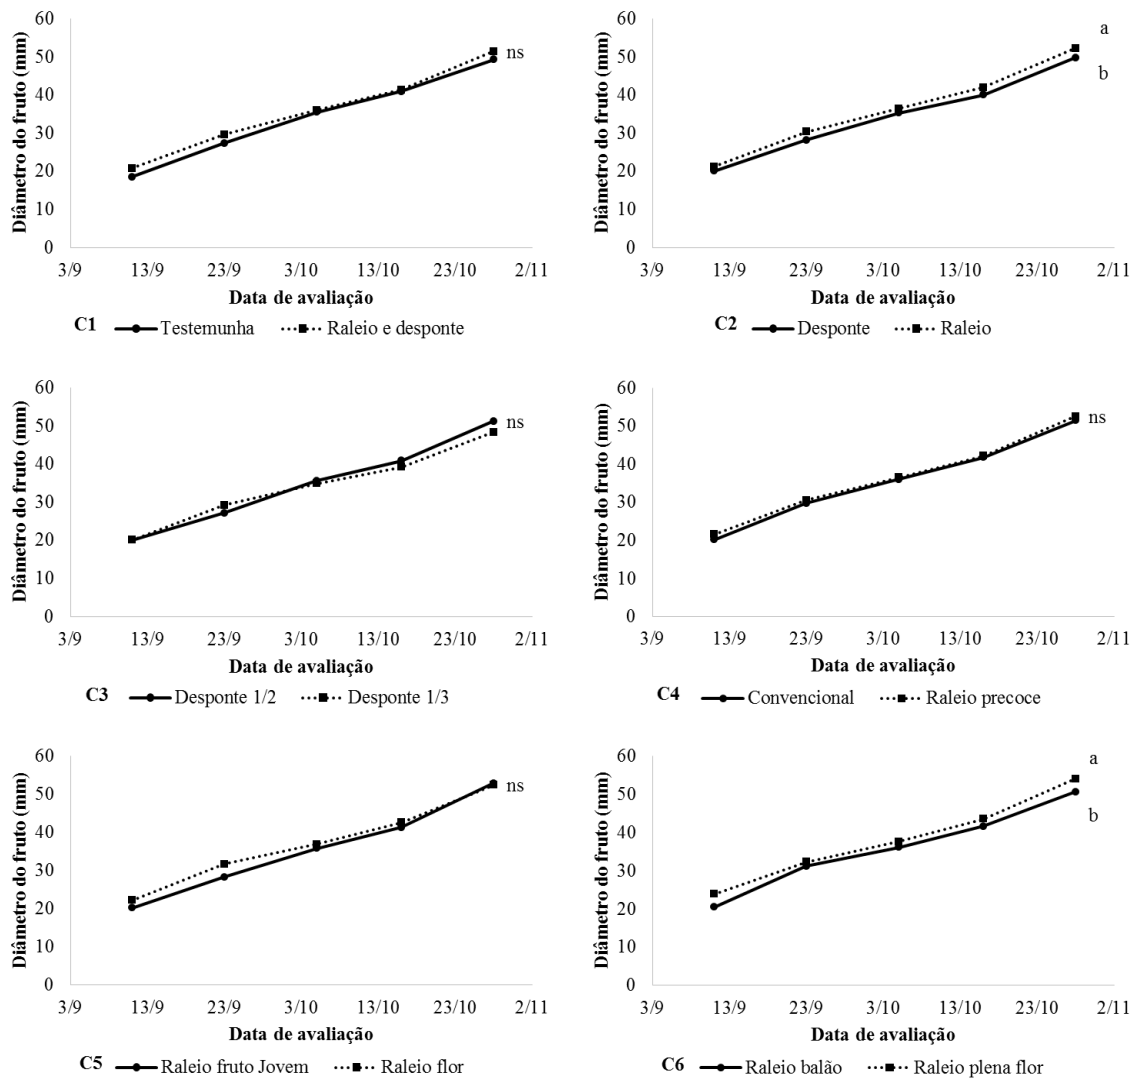 Diâmetro do fruto (mm)
60
50
40
30
20
10
0
ns
3/9 13/9 23/9 3/10 13/10 23/10 2/11
Data de avaliação
C1 Testemunha Raleio e desponte
Diâmetro do fruto (mm)
60
50
40
30
20
10
0
a
b
3/9 13/9 23/9 3/10 13/10 23/10 2/11
Data de avaliação
C2 Desponte Raleio
Diâmetro do fruto (mm)
60
50
40
30
20
10
0
ns
3/9 13/9 23/9 3/10 13/10 23/10 2/11
Data de avaliação
C3 Desponte 1/2 Desponte 1/3
Diâmetro do fruto (mm)
60
50
40
30
20
10
0
ns
3/9 13/9 23/9 3/10 13/10 23/10 2/11
Data de avaliação
C4 Convencional Raleio precoce
Diâmetro do fruto (mm)
60
50
40
30
20
10
0
ns
3/9 13/9 23/9 3/10 13/10 23/10 2/11
Data de avaliação
C5 Raleio fruto Jovem Raleio flor
Diâmetro do fruto (mm)
60
50
40
30
20
10
0
a
b
3/9 13/9 23/9 3/10 13/10 23/10 2/11
Data de avaliação
C6 Raleio balão Raleio plena flor